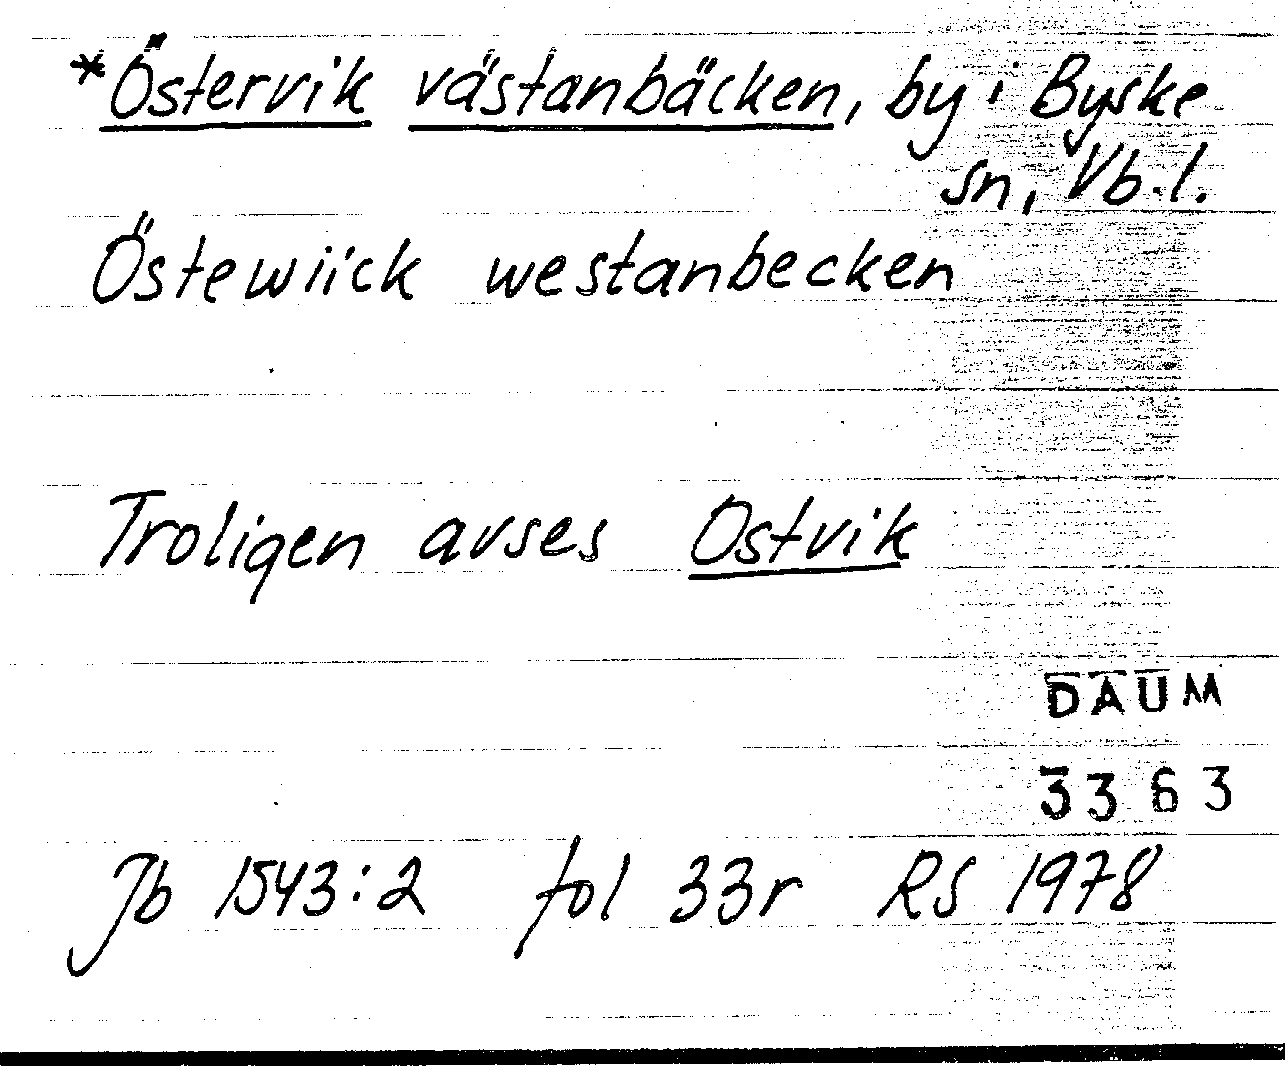 *Östervik västanbäcken, by i Byske
sn, Vb.l.
Östewiick westanbecken
Troligen avses Ostvik
DAUM
3363
Jb 1543:2 fol 33r RS 1978